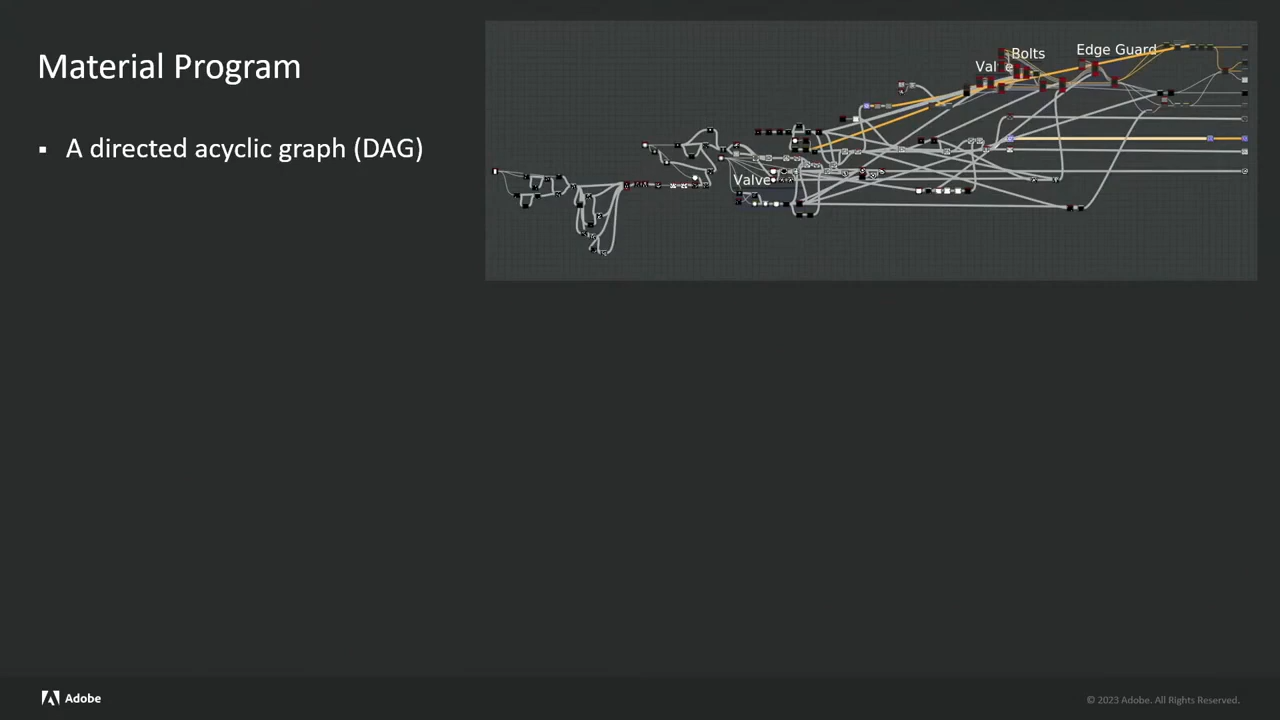 Material Program
▪ A directed acyclic graph (DAG)
Bolts
Edge Guard
Valve
Valve
Adobe
© 2023 Adobe. All Rights Reserved.